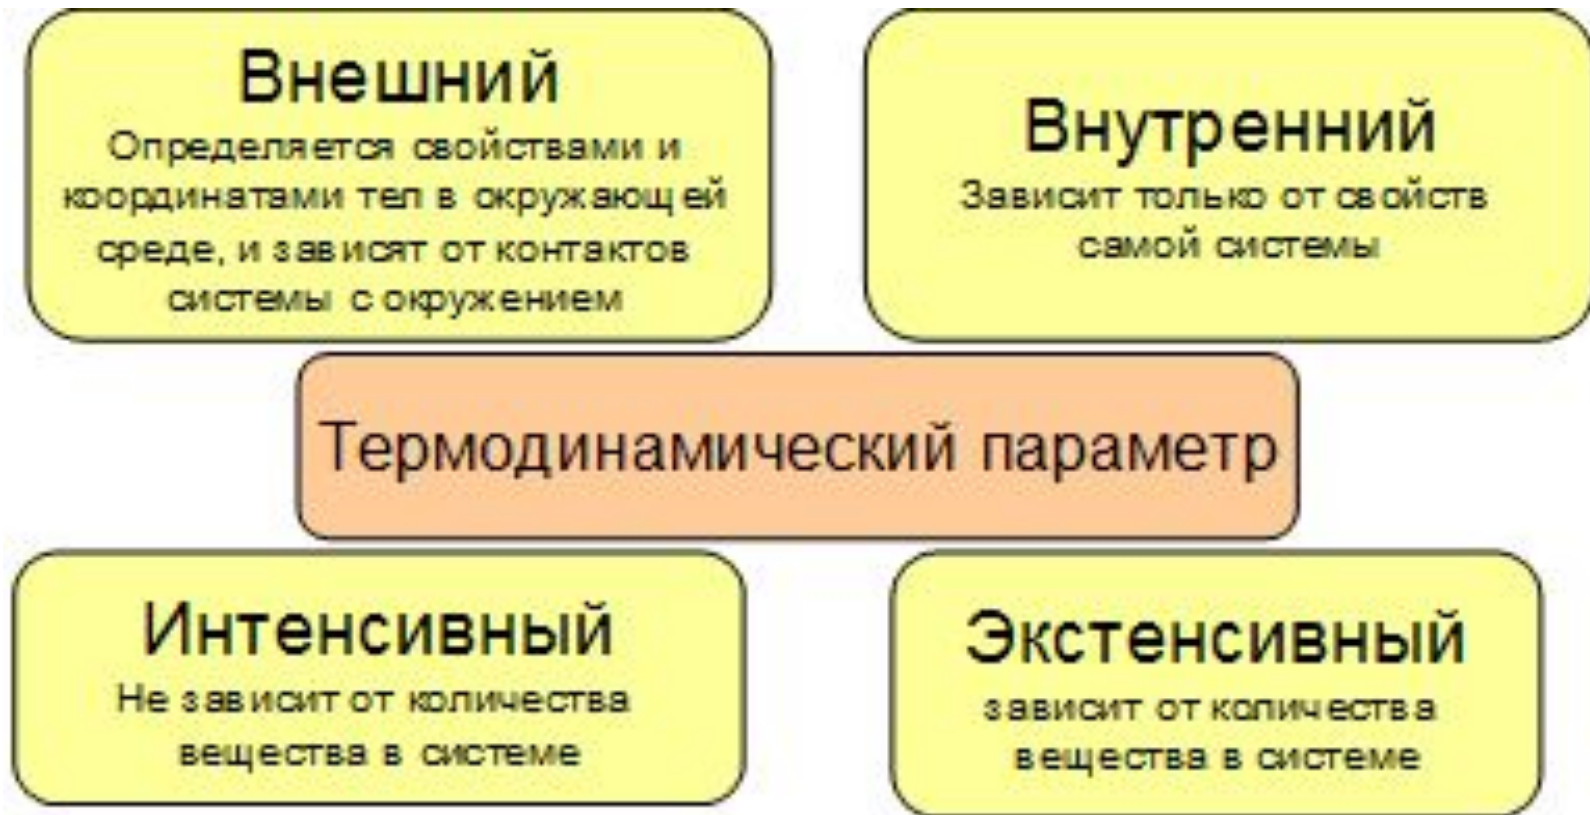 Внешний
Определяется свойствами и
координатами тел в окружающей
среде, и зависят от контактов
системы с окружением
Внутренний
Зависит только от свойств
самой системы
Термодинамический параметр
Интенсивный
Не зависит от количества
вещества в системе
Экстенсивный
зависит от количества
вещества в системе